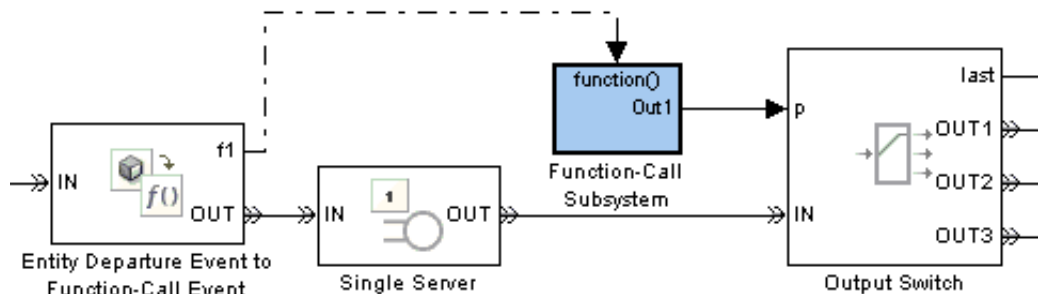 IN
f1
f()
OUT
Entity Departure Event to
Function-Call Event
IN
1
OUT
Single Server
function()
Out1
Function-Call
Subsystem
p
IN
last
OUT1
OUT2
OUT3
Output Switch